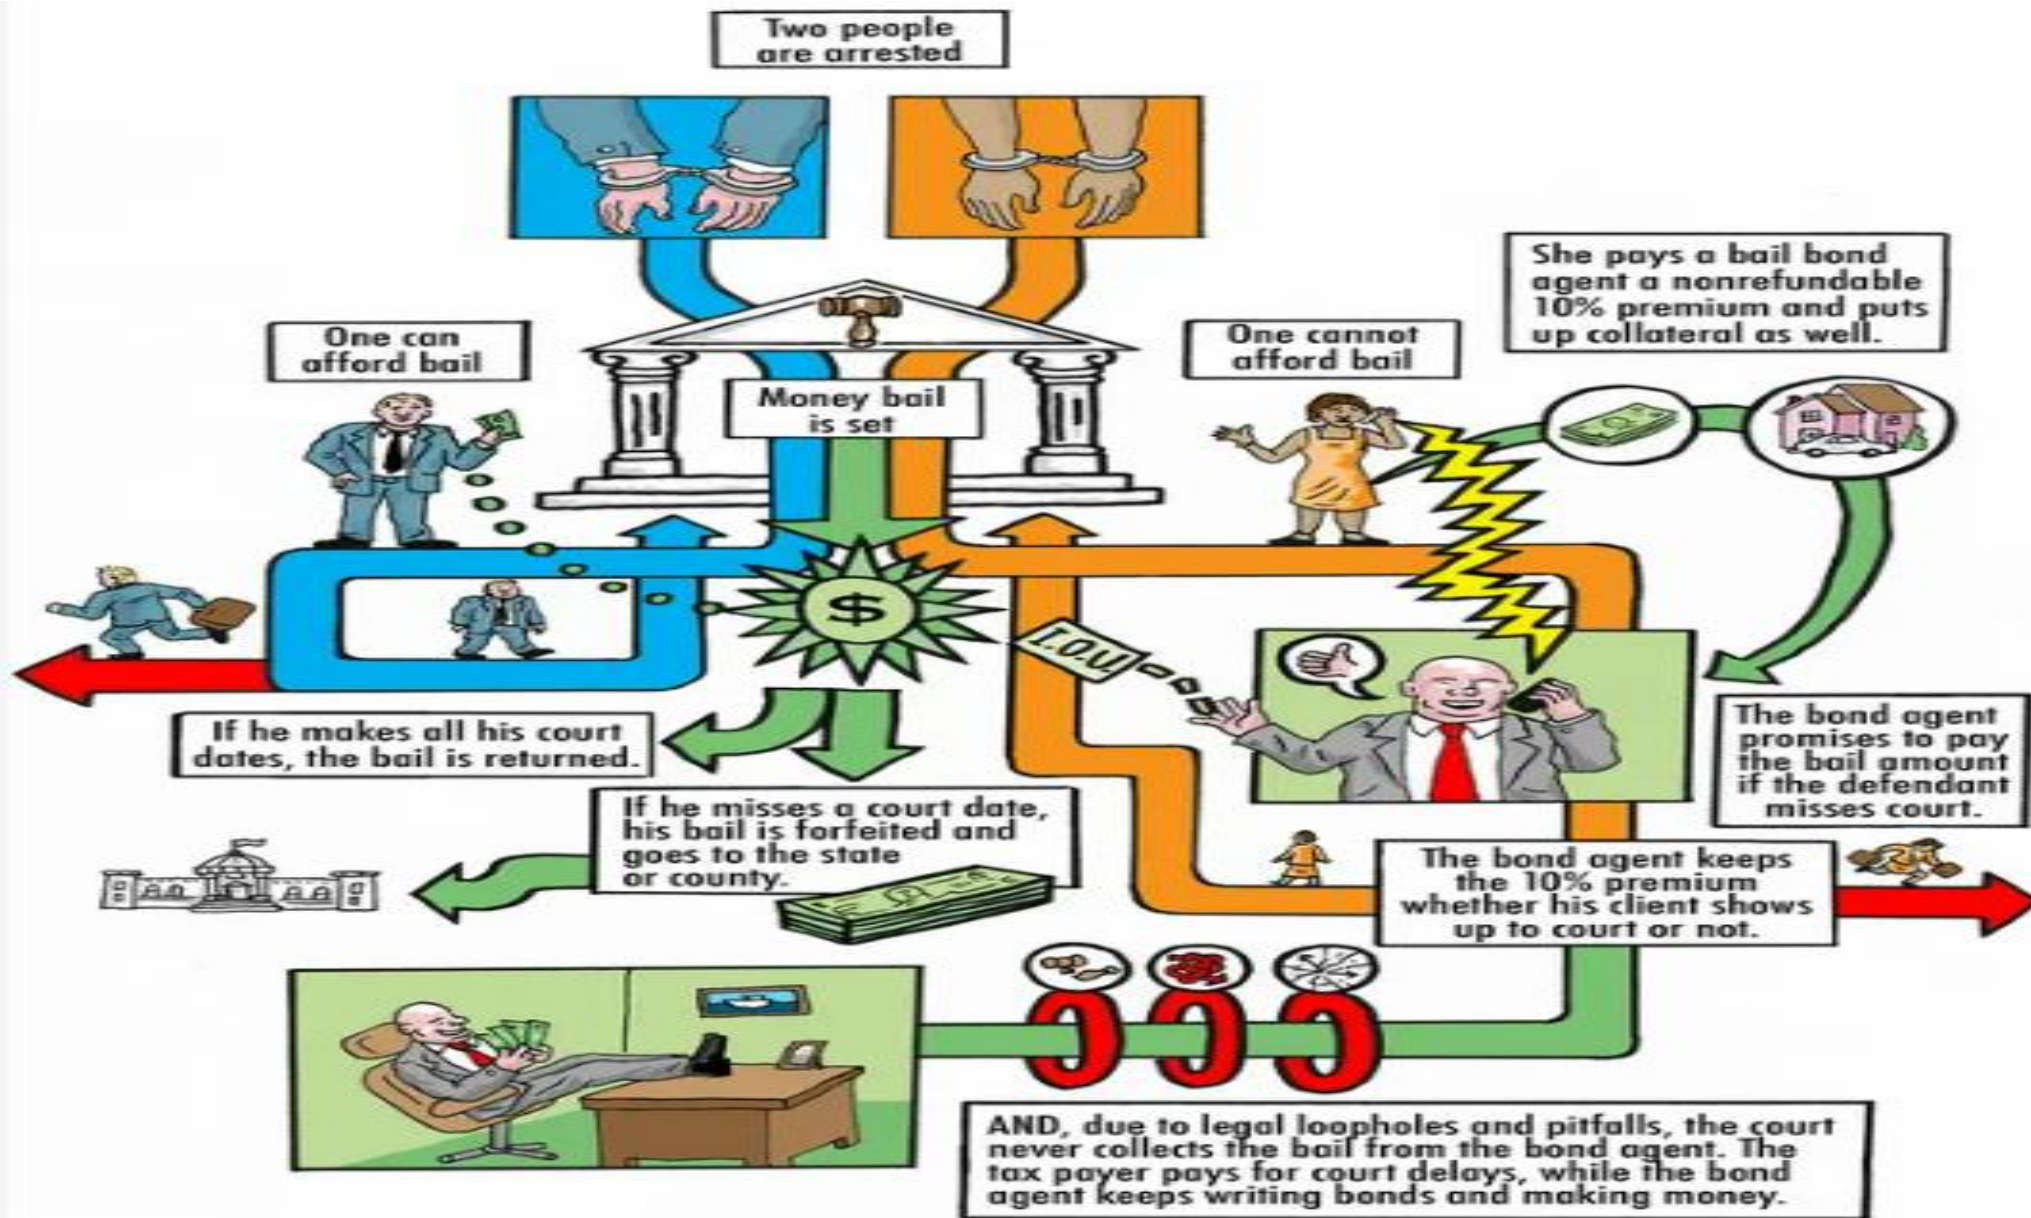 Two people
are arrested
She pays a bail bond
agent a nonrefundable
10% premium and puts
up collateral as well.
One can
afford bail
One cannot
afford bail
Money bail
is set
$
I.O.U
If he makes all his court
dates, the bail is returned.
The bond agent
promises to pay
the bail amount
if the defendant
misses court.
If he misses a court date,
his bail is forfeited and
goes to the state
or county.
The bond agent keeps
the 10% premium
whether his client shows
up to court or not.
AND, due to legal loopholes and pitfalls, the court
never collects the bail from the bond agent. The
tax payer pays for court delays, while the bond
agent keeps writing bonds and making money.